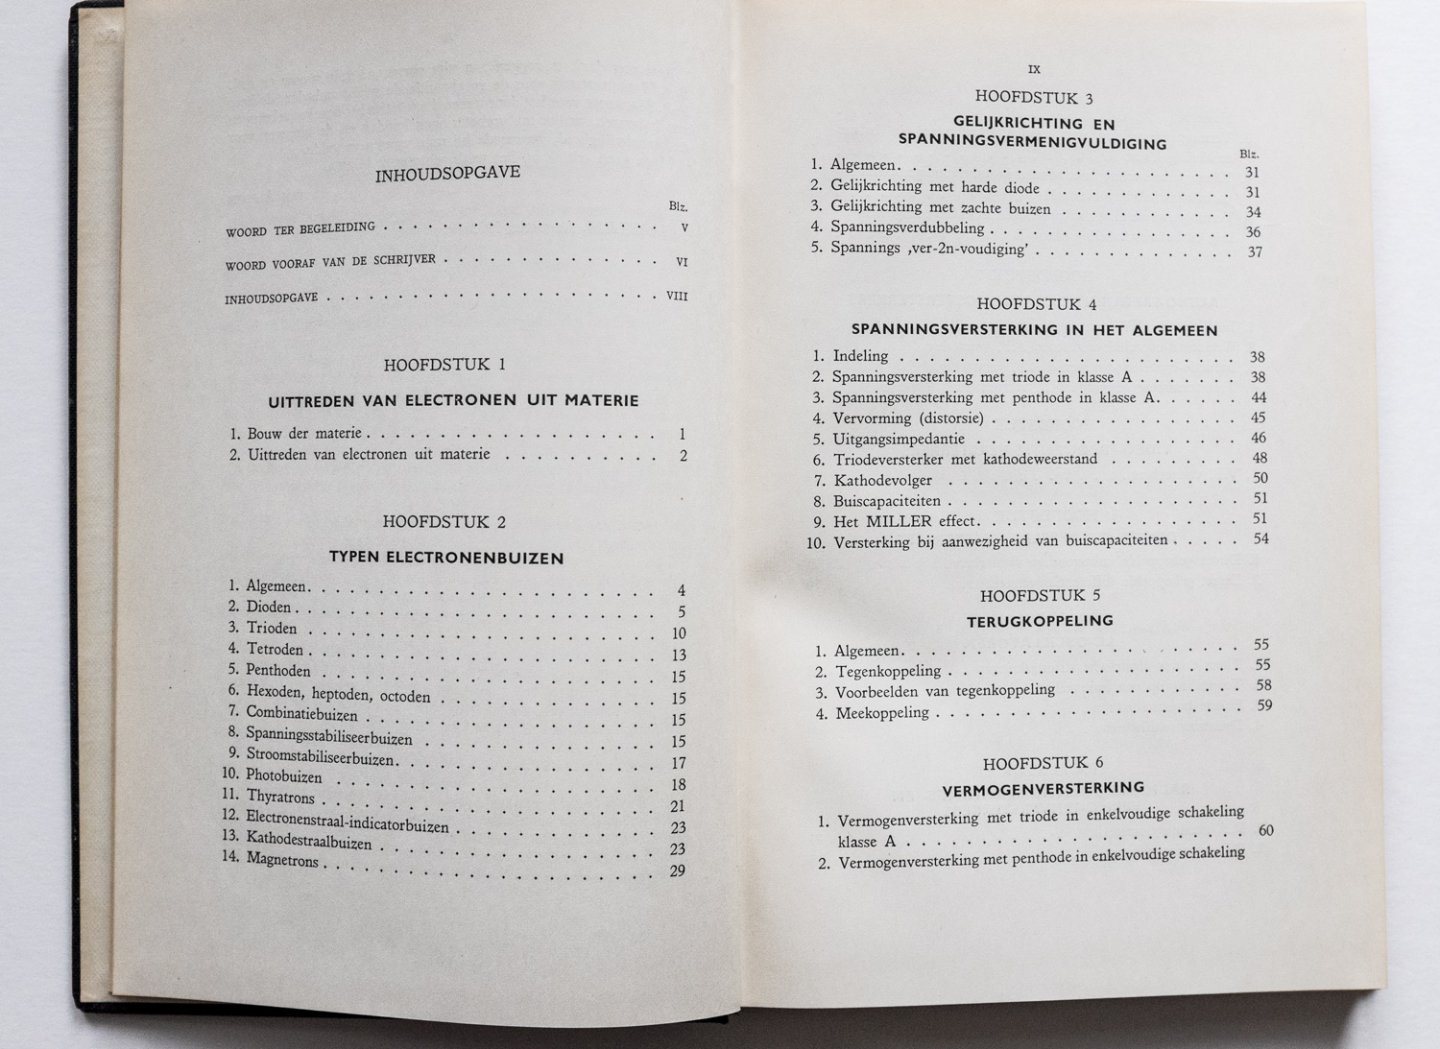 INHOUDSOPGAVE
Blz.
WOORD TER BEGELEIDING . . . . . . . . . . . . . . . . . . . V
WOORD VOORAF VAN DE SCHRIJVER . . . . . . . . . . . . . . . VI
INHOUDSOPGAVE . . . . . . . . . . . . . . . . . . . . . . . VIII
HOOFDSTUK 1
UITTREDEN VAN ELECTRONEN UIT MATERIE
1. Bouw der materie . . . . . . . . . . . . . . . . . . . . 1
2. Uittreden van electronen uit materie . . . . . . . . . . . 2
HOOFDSTUK 2
TYPEN ELECTRONENBUIZEN
1. Algemeen. . . . . . . . . . . . . . . . . . . . . . . . 4
2. Dioden . . . . . . . . . . . . . . . . . . . . . . . . . 5
3. Trioden . . . . . . . . . . . . . . . . . . . . . . . . 10
4. Tetroden . . . . . . . . . . . . . . . . . . . . . . . . 13
5. Penthoden . . . . . . . . . . . . . . . . . . . . . . . 15
6. Hexoden, heptoden, octoden . . . . . . . . . . . . . . . 15
7. Combinatiebuizen . . . . . . . . . . . . . . . . . . . . 15
8. Spanningsstabiliseerbuizen . . . . . . . . . . . . . . . . 15
9. Stroomstabiliseerbuizen. . . . . . . . . . . . . . . . . . 17
10. Photobuizen . . . . . . . . . . . . . . . . . . . . . . 18
11. Thyratrons . . . . . . . . . . . . . . . . . . . . . . . 21
12. Electronenstraal-indicatorbuizen . . . . . . . . . . . . . . 23
13. Kathodestraalbuizen . . . . . . . . . . . . . . . . . . . 23
14. Magnetrons . . . . . . . . . . . . . . . . . . . . . . . 29
IX
HOOFDSTUK 3
GELIJKRICHTING EN
SPANNINGSVERMENIGVULDIGING
Blz.
1. Algemeen. . . . . . . . . . . . . . . . . . . . . . . . 31
2. Gelijkrichting met harde diode . . . . . . . . . . . . . 31
3. Gelijkrichting met zachte buizen . . . . . . . . . . . . 34
4. Spanningsverdubbeling . . . . . . . . . . . . . . . . . 36
5. Spannings ‚ver-2n-voudiging’ . . . . . . . . . . . . . . 37
HOOFDSTUK 4
SPANNINGSVERSTERKING IN HET ALGEMEEN
1. Indeling . . . . . . . . . . . . . . . . . . . . . . . . 38
2. Spanningsversterking met triode in klasse A . . . . . . . 38
3. Spanningsversterking met penthode in klasse A. . . . . . 44
4. Vervorming (distorsie) . . . . . . . . . . . . . . . . . 45
5. Uitgangsimpedantie . . . . . . . . . . . . . . . . . . 46
6. Triodeversterker met kathodeweerstand . . . . . . . . . 48
7. Kathodevolger . . . . . . . . . . . . . . . . . . . . 50
8. Buiscapaciteiten . . . . . . . . . . . . . . . . . . . . 51
9. Het MILLER effect. . . . . . . . . . . . . . . . . . . 51
10. Versterking bij aanwezigheid van buiscapaciteiten . . . . . 54
HOOFDSTUK 5
TERUGKOPPELING
1. Algemeen. . . . . . . . . . . . . . . . . . . . . . . . 55
2. Tegenkoppeling . . . . . . . . . . . . . . . . . . . . . 55
3. Voorbeelden van tegenkoppeling . . . . . . . . . . . . 58
4. Meekoppeling . . . . . . . . . . . . . . . . . . . . . . 59
HOOFDSTUK 6
VERMOGENVERSTERKING
1. Vermogenversterking met triode in enkelvoudige schakeling
klasse A . . . . . . . . . . . . . . . . . . . . . . . . 60
2. Vermogenversterking met penthode in enkelvoudige schakeling